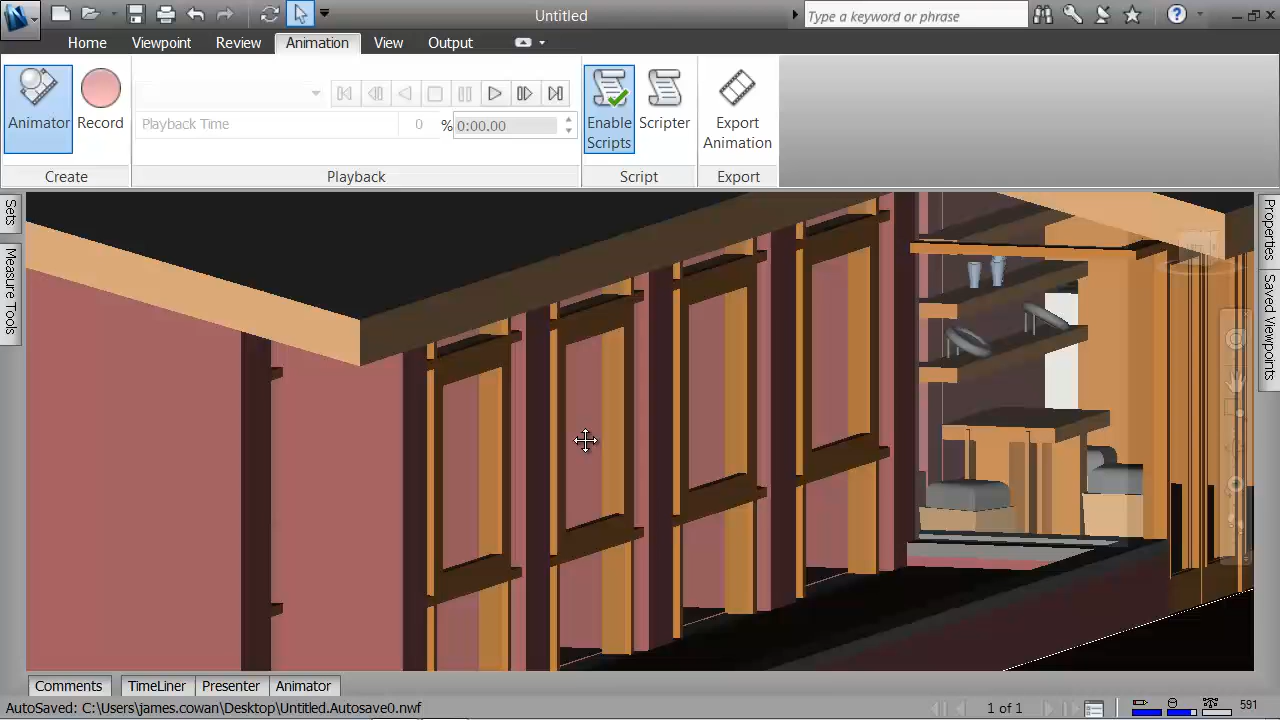 Untitled
Type a keyword or phrase
Home
Viewpoint
Review
Animation
View
Output
Animator
Record
Playback Time
0
%
0:00.00
Enable
Scripts
Scripter
Export
Animation
Create
Playback
Script
Export
Sets
Measure Tools
Properties
Saved Viewpoints
Comments
TimeLiner
Presenter
Animator
AutoSaved: C:\Users\james.cowan\Desktop\Untitled.Autosave0.nwf
1 of 1
591